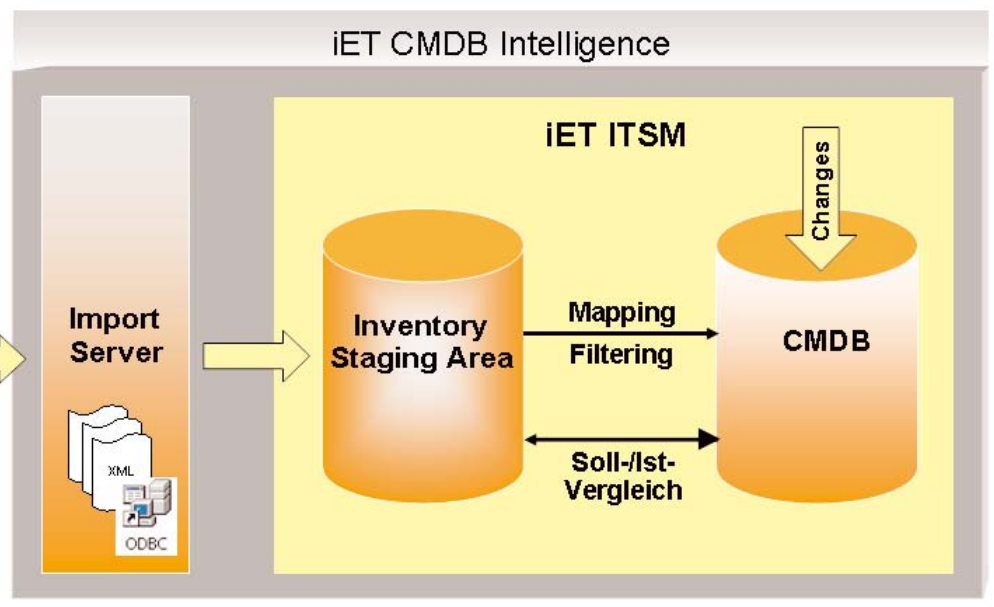 iET CMDB Intelligence
iET ITSM
Changes
Import
Server
XML
ODBC
Inventory
Staging Area
Mapping
Filtering
Soll-/Ist-
Vergleich
CMDB